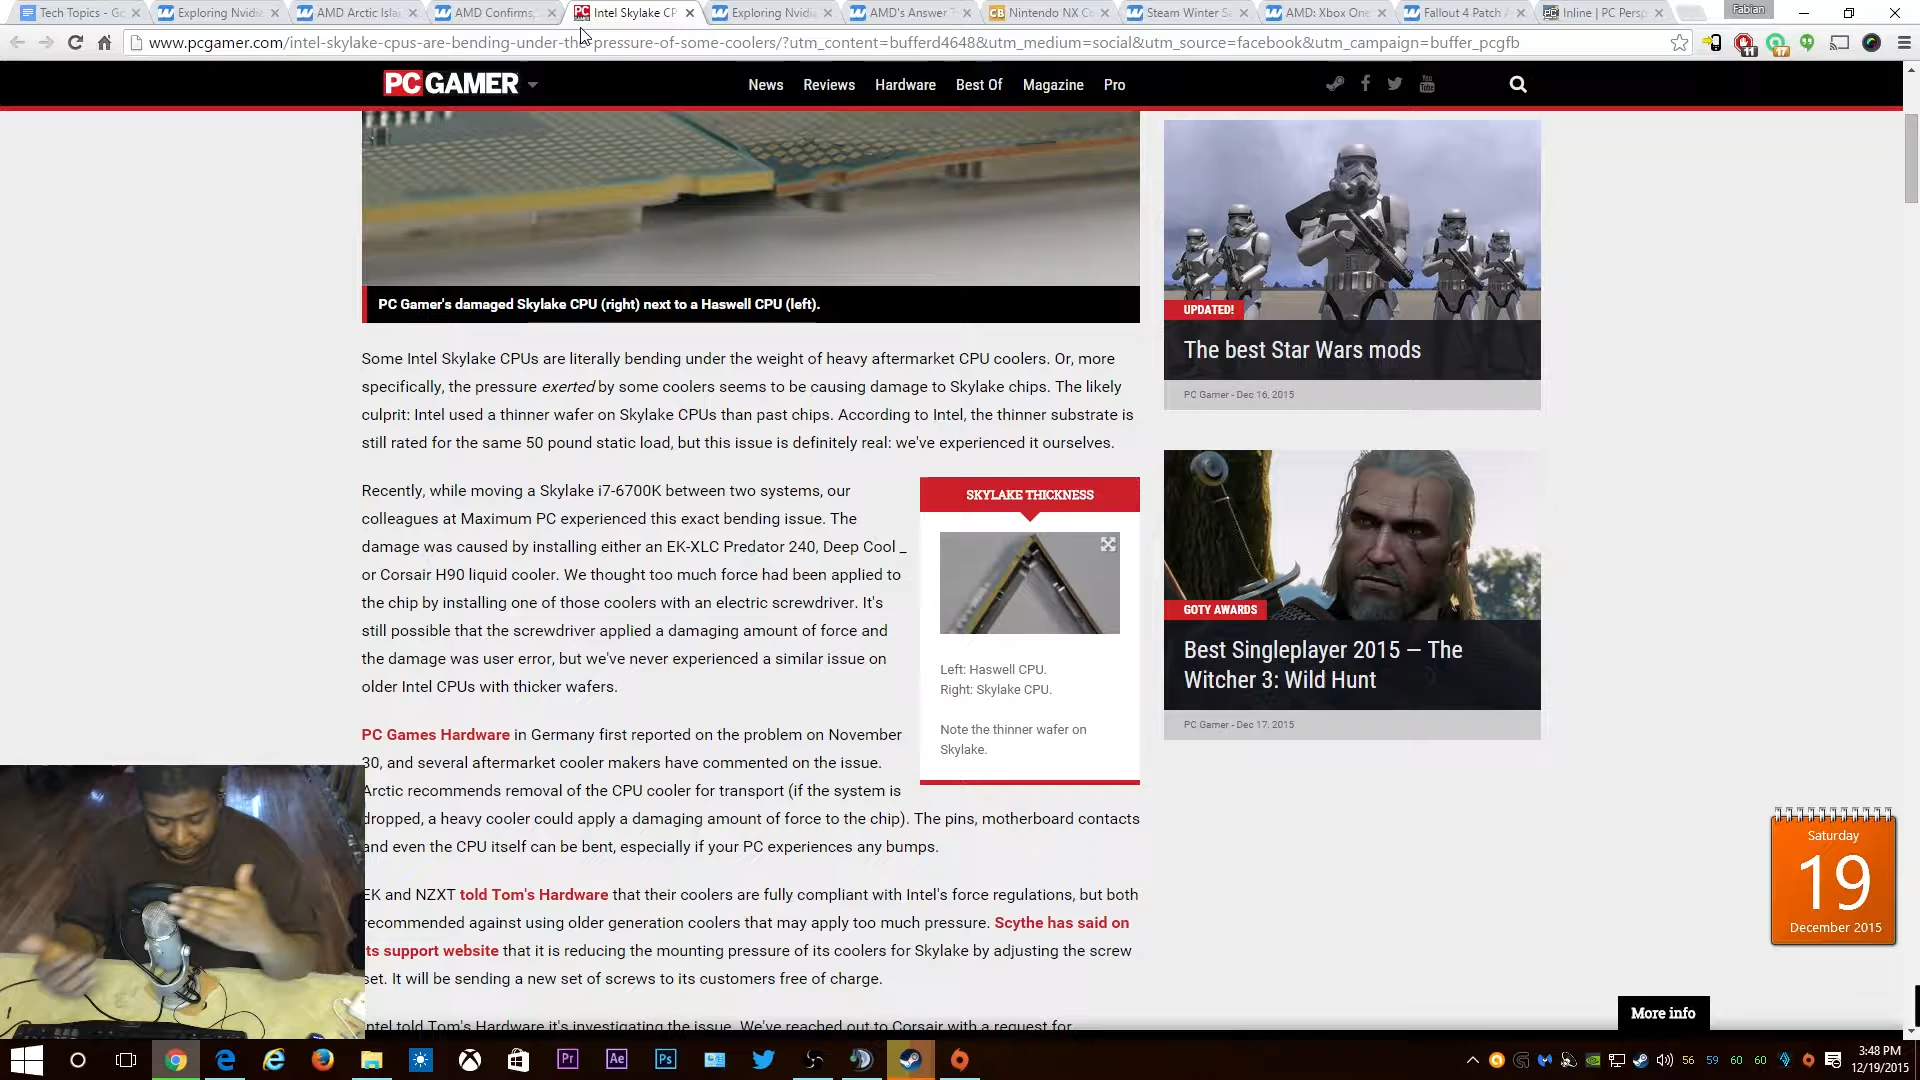 Tech Topics - Go
Exploring Nvidia
AMD Arctic Isla
AMD Confirms
Intel Skylake CP
Exploring Nvidia
AMD's Answer T
Nintendo NX Co
Steam Winter S
AMD: Xbox One
Fallout 4 Patch
Inline | PC Persp
Fabian
www.pcgamer.com/intel-skylake-cpus-are-bending-under-the-pressure-of-some-coolers/?utm_content=bufferd4648&utm_medium=social&utm_source=facebook&utm_campaign=buffer_pcgfb
11
17
PC GAMER
News Reviews Hardware Best Of Magazine Pro
You Tube
PC Gamer's damaged Skylake CPU (right) next to a Haswell CPU (left).
Some Intel Skylake CPUs are literally bending under the weight of heavy aftermarket CPU coolers. Or, more
specifically, the pressure exerted by some coolers seems to be causing damage to Skylake chips. The likely
culprit: Intel used a thinner wafer on Skylake CPUs than past chips. According to Intel, the thinner substrate is
still rated for the same 50 pound static load, but this issue is definitely real: we've experienced it ourselves.
Recently, while moving a Skylake i7-6700K between two systems, our
colleagues at Maximum PC experienced this exact bending issue. The
damage was caused by installing either an EK-XLC Predator 240, Deep Cool _
or Corsair H90 liquid cooler. We thought too much force had been applied to
the chip by installing one of those coolers with an electric screwdriver. It's
still possible that the screwdriver applied a damaging amount of force and
the damage was user error, but we've never experienced a similar issue on
older Intel CPUs with thicker wafers.
SKYLAKE THICKNESS
Left: Haswell CPU.
Right: Skylake CPU.
Note the thinner wafer on
Skylake.
PC Games Hardware in Germany first reported on the problem on November
30, and several aftermarket cooler makers have commented on the issue.
Arctic recommends removal of the CPU cooler for transport (if the system is
dropped, a heavy cooler could apply a damaging amount of force to the chip). The pins, motherboard contacts
and even the CPU itself can be bent, especially if your PC experiences any bumps.
EK and NZXT told Tom's Hardware that their coolers are fully compliant with Intel's force regulations, but both
recommended against using older generation coolers that may apply too much pressure. Scythe has said on
its support website that it is reducing the mounting pressure of its coolers for Skylake by adjusting the screw
set. It will be sending a new set of screws to its customers free of charge.
Intel told Tom's Hardware it's investigating the issue. We've reached out to Corsair with a request for
UPDATED!
The best Star Wars mods
PC Gamer - Dec 16, 2015
GOTY AWARDS
Best Singleplayer 2015 — The
Witcher 3: Wild Hunt
PC Gamer - Dec 17, 2015
Saturday
19
December 2015
More info
Pr
Ae
Ps
56 59 60 60
3:48 PM
12/19/2015